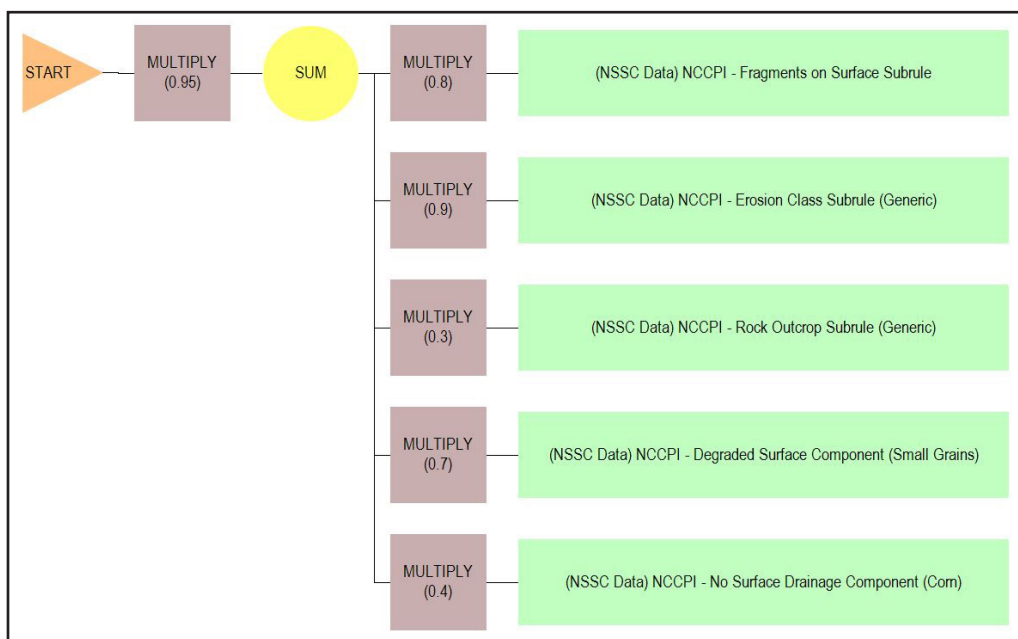 START
MULTIPLY
(0.95)
SUM
MULTIPLY
(0.8)
(NSSC Data) NCCPI - Fragments on Surface Subrule
MULTIPLY
(0.9)
(NSSC Data) NCCPI - Erosion Class Subrule (Generic)
MULTIPLY
(0.3)
(NSSC Data) NCCPI - Rock Outcrop Subrule (Generic)
MULTIPLY
(0.7)
(NSSC Data) NCCPI - Degraded Surface Component (Small Grains)
MULTIPLY
(0.4)
(NSSC Data) NCCPI - No Surface Drainage Component (Corn)